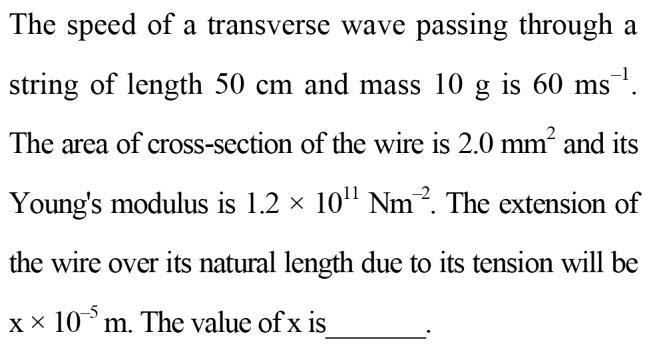 The speed of a transverse wave passing through a
string of length 50 cm and mass 10 g is 60 ms⁻¹.
The area of cross-section of the wire is 2.0 mm² and its
Young's modulus is 1.2 × 10¹¹ Nm⁻². The extension of
the wire over its natural length due to its tension will be
x × 10⁻⁵ m. The value of x is_______.